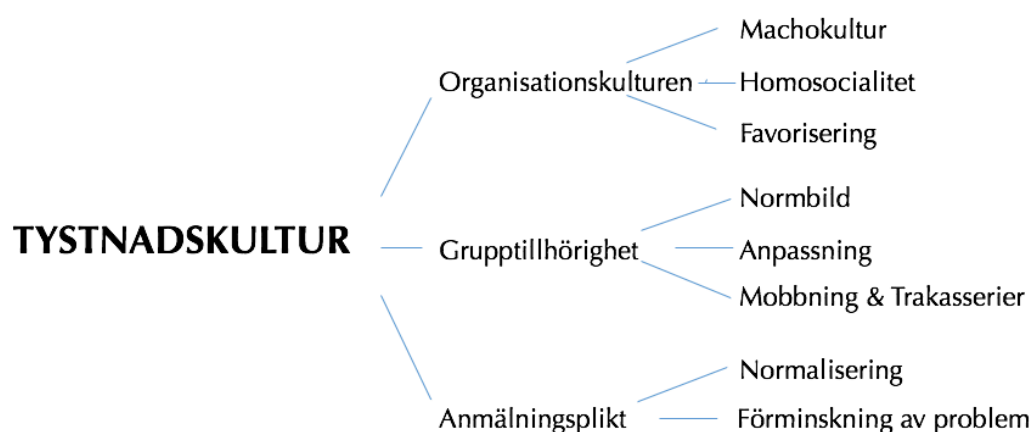 TYSTNADSKULTUR
Organisationskulturen
Machokultur
Homosocialitet
Favorisering
Grupptillhörighet
Normbild
Anpassning
Mobbning & Trakasserier
Anmälningsplikt
Normalisering
Förminskning av problem